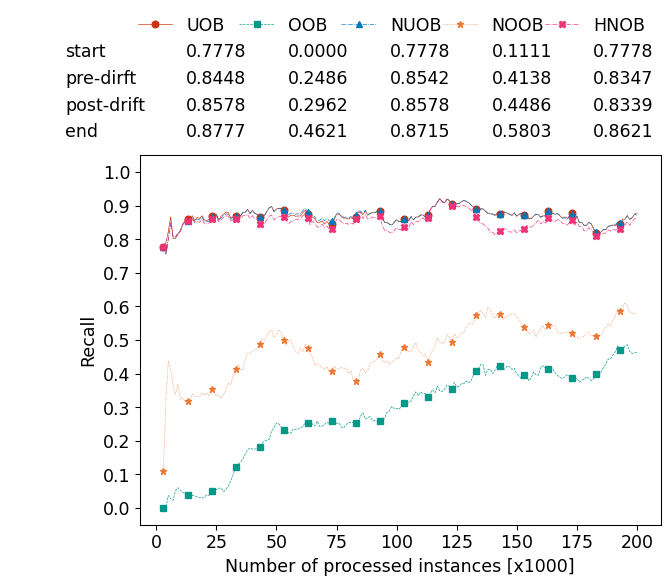 UOB OOB NUOB NOOB HNOB
start 0.7778 0.0000 0.7778 0.1111 0.7778
pre-dirft 0.8448 0.2486 0.8542 0.4138 0.8347
post-drift 0.8578 0.2962 0.8578 0.4486 0.8339
end 0.8777 0.4621 0.8715 0.5803 0.8621
1.0
0.9
0.8
0.7
0.6
0.5
0.4
0.3
0.2
0.1
0.0
Recall
0 25 50 75 100 125 150 175 200
Number of processed instances [x1000]